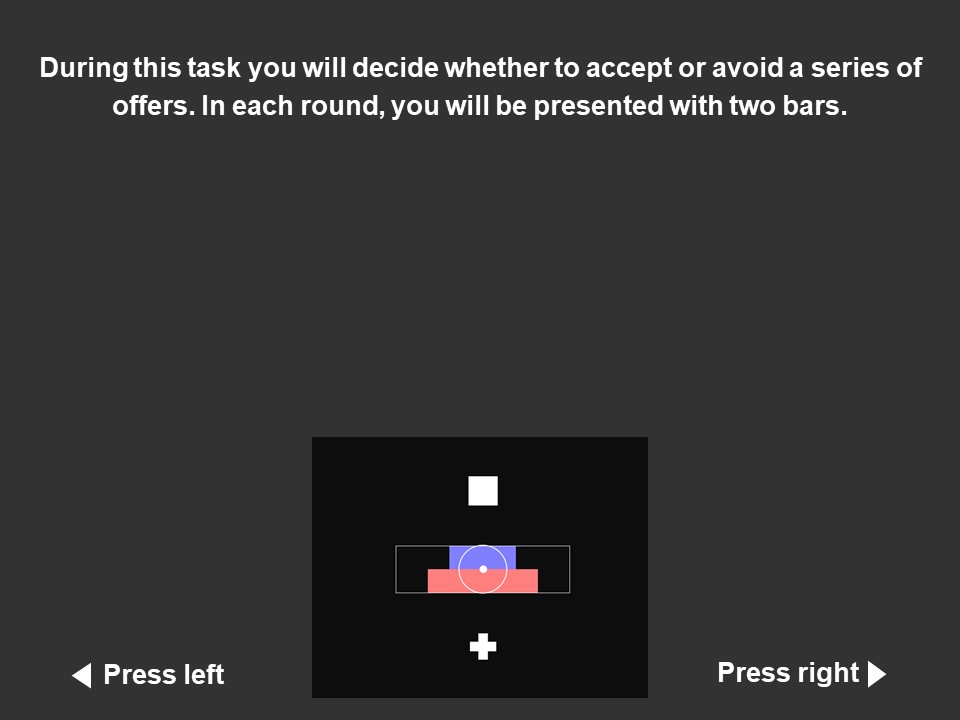 During this task you will decide whether to accept or avoid a series of
offers. In each round, you will be presented with two bars.
Press left
Press right